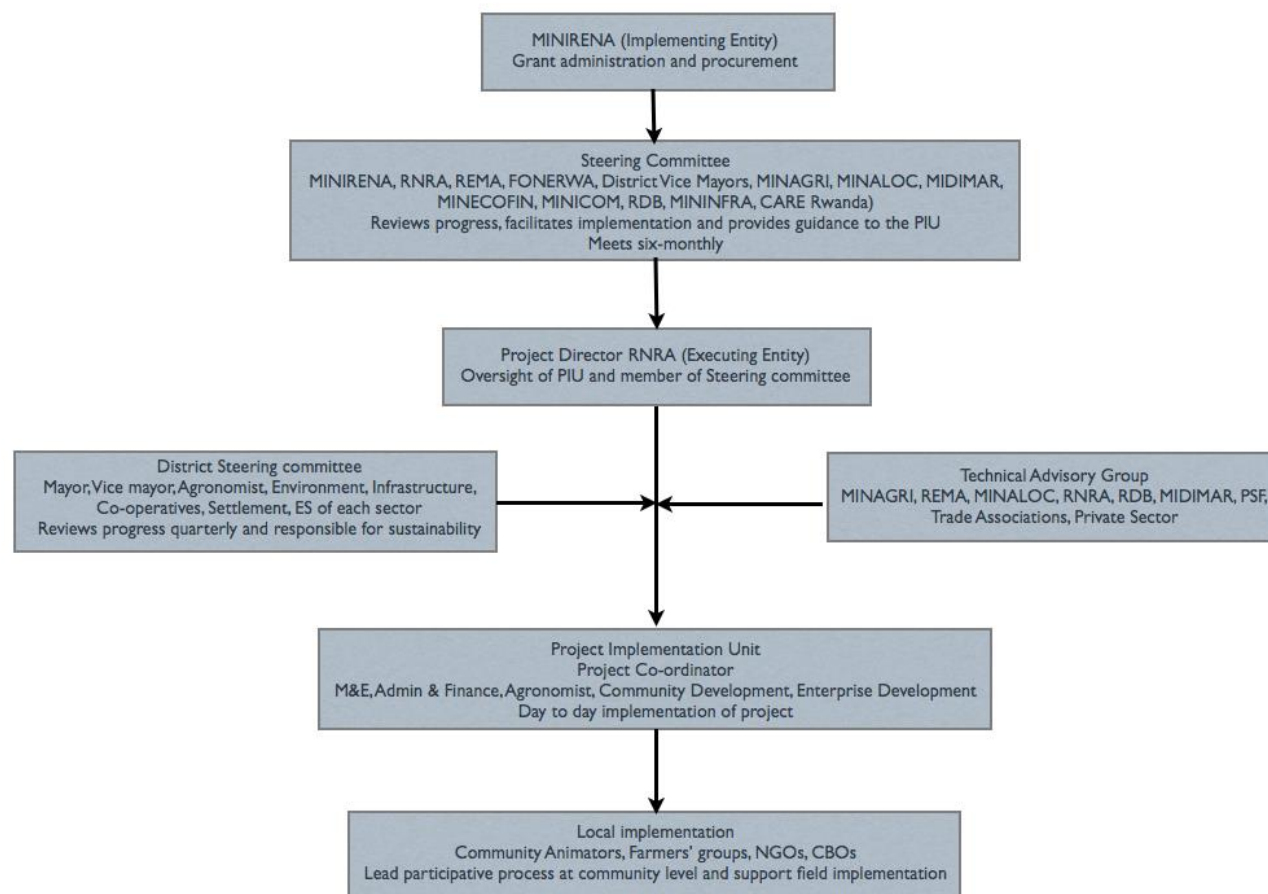 MINIRENA (Implementing Entity)
Grant administration and procurement
Steering Committee
MINIRENA, RNRA, REMA, FONERWA, District Vice Mayors, MINAGRI, MINALOC, MIDIMAR,
MINECOFIN, MINICOM, RDB, MININFRA, CARE Rwanda)
Reviews progress, facilitates implementation and provides guidance to the PIU
Meets six-monthly
Project Director RNRA (Executing Entity)
Oversight of PIU and member of Steering committee
District Steering committee
Mayor, Vice mayor, Agronomist, Environment, Infrastructure,
Co-operatives, Settlement, ES of each sector
Reviews progress quarterly and responsible for sustainability
Technical Advisory Group
MINAGRI, REMA, MINALOC, RNRA, RDB, MIDIMAR, PSF,
Trade Associations, Private Sector
Project Implementation Unit
Project Co-ordinator
M&E, Admin & Finance, Agronomist, Community Development, Enterprise Development
Day to day implementation of project
Local implementation
Community Animators, Farmers' groups, NGOs, CBOs
Lead participative process at community level and support field implementation